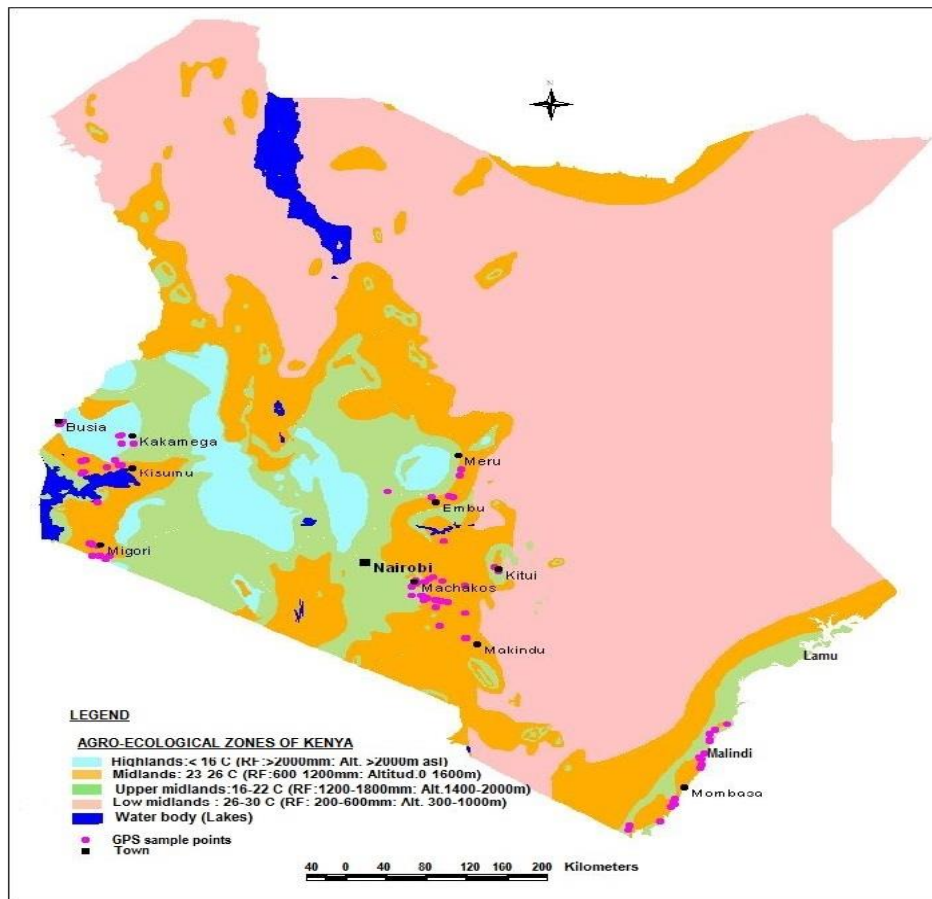 N
Busia
Kakamega
Kisumu
Meru
Embu
Migori
Nairobi
Kitui
Machakos
Makindu
Lamu
Malindi
Mombasa
LEGEND
AGRO-ECOLOGICAL ZONES OF KENYA
Highlands:< 16 C (RF:>2000mm: Alt. >2000m asl)
Midlands: 23-26 C (RF:600-1200mm: Altitud.0-1600m)
Upper midlands:16-22 C (RF:1200-1800mm: Alt.1400-2000m)
Low midlands : 26-30 C (RF: 200-600mm: Alt. 300-1000m)
Water body (Lakes)
GPS sample points
Town
40 0 40 80 120 160 200 Kilometers